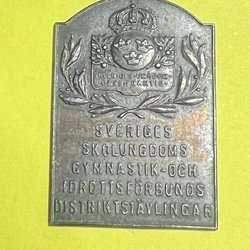 SVERIGES
SKOLUNGDOMS
GYMNASTIK-OCH
IDROTTSFÖRBUNDS
DISTRIKTSTÄVLINGAR